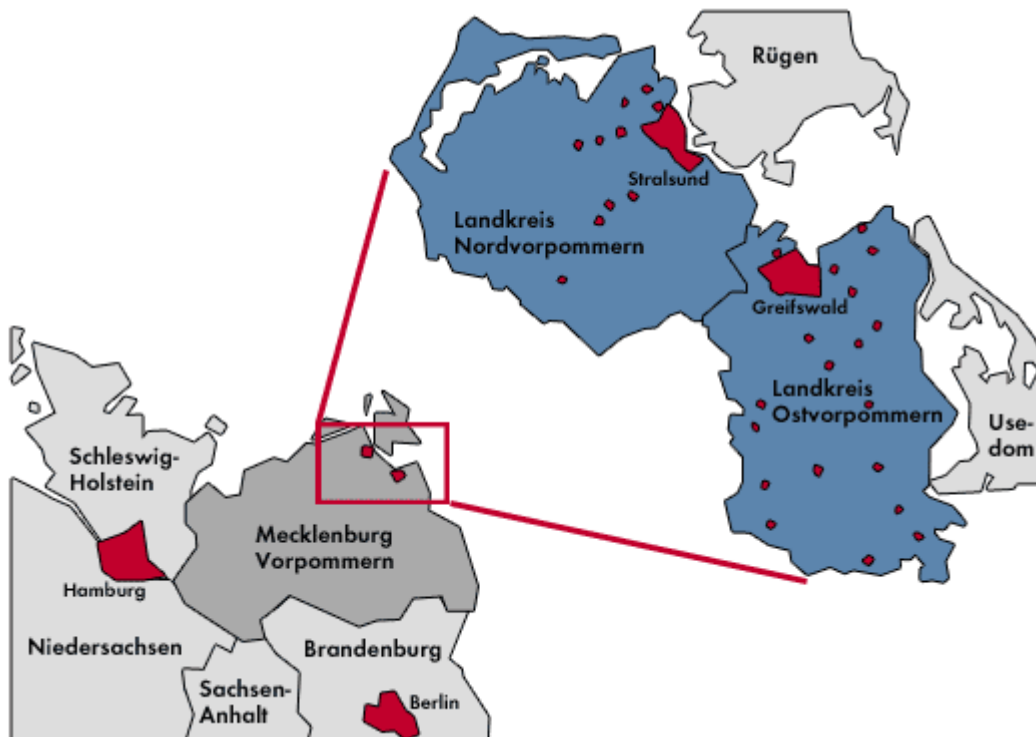 Rügen
Stralsund
Landkreis
Nordvorpommern
Greifswald
Landkreis
Ostvorpommern
Use-
dom
Schleswig-
Holstein
Mecklenburg
Vorpommern
Hamburg
Niedersachsen
Brandenburg
Sachsen-
Anhalt
Berlin